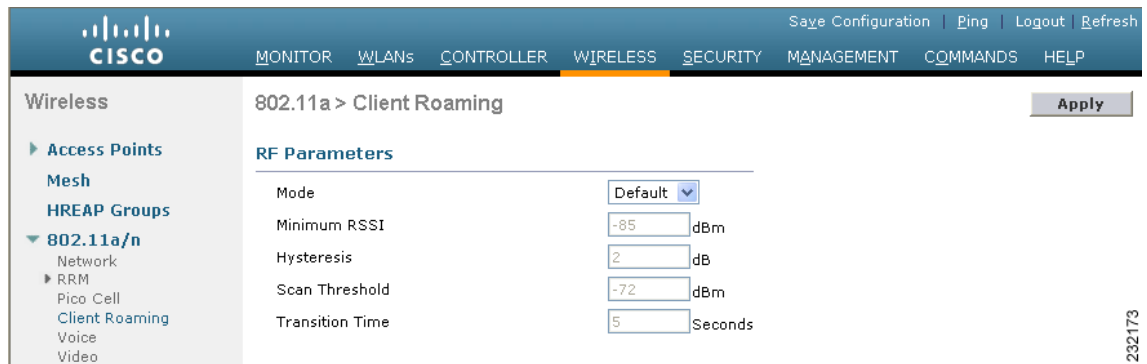 Save Configuration | Ping | Logout | Refresh
CISCO
MONITOR WLANs CONTROLLER WIRELESS SECURITY MANAGEMENT COMMANDS HELP
Wireless
802.11a > Client Roaming
Apply
Access Points
Mesh
HREAP Groups
802.11a/n
Network
RRM
Pico Cell
Client Roaming
Voice
Video
RF Parameters
Mode Default
Minimum RSSI -85 dBm
Hysteresis 2 dB
Scan Threshold -72 dBm
Transition Time 5 Seconds
232173